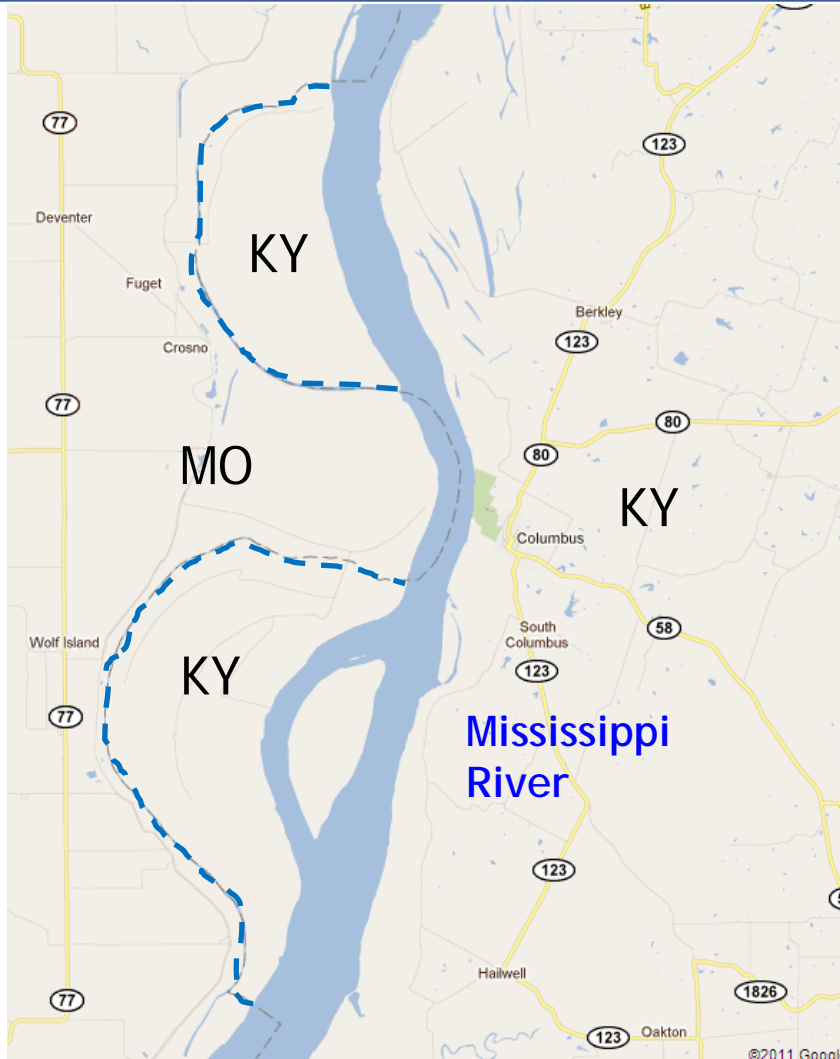 77
123
Deventer
KY
Fuget
Berkley
123
Crosno
77
80
MO
80
KY
Columbus
South
Columbus
58
Wolf Island
KY
123
77
Mississippi
River
123
Hailwell
77
1826
123
Oakton
©2011 Googl